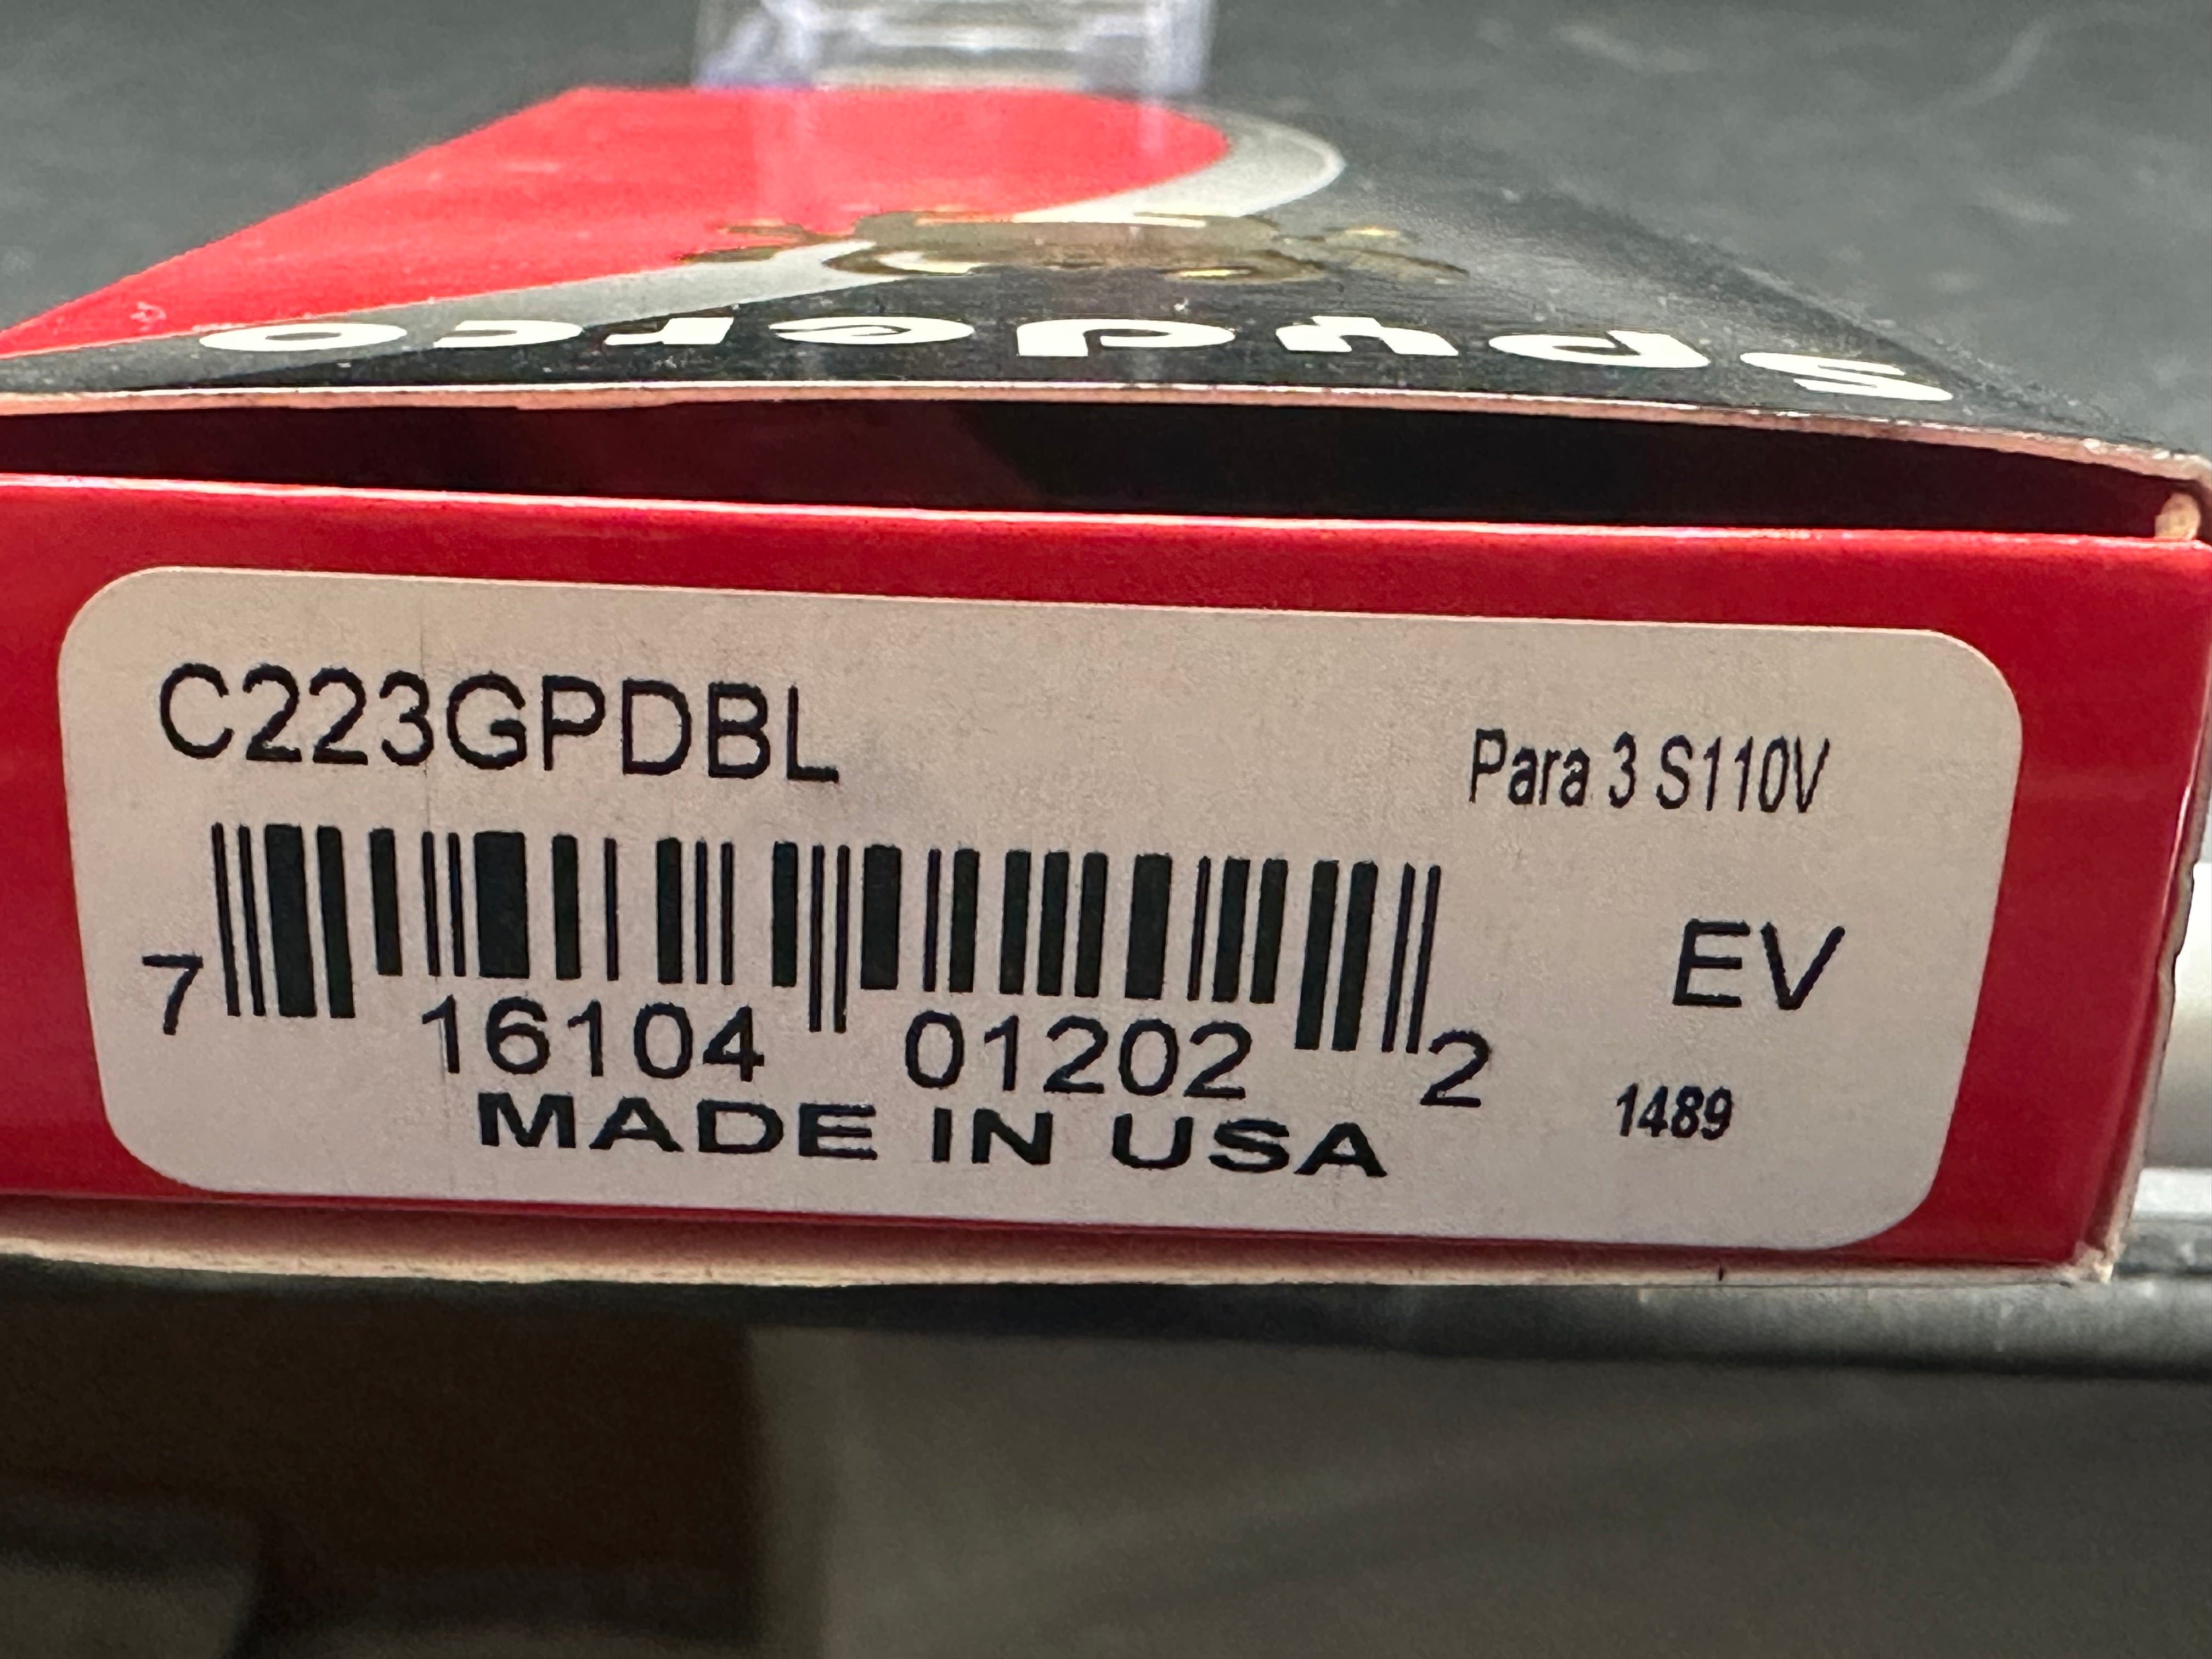 Spyderco
C223GPDBL
Para 3 S110V
7 16104 01202 2
EV
MADE IN USA
1489